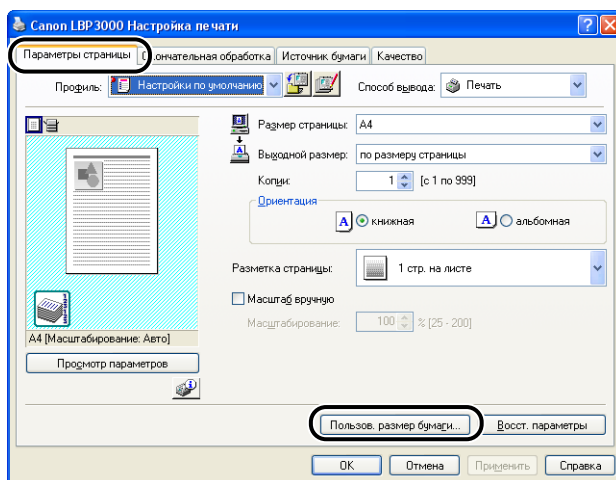 Canon LBP3000 Настройка печати
Параметры страницы Окончательная обработка Источник бумаги Качество
Профиль: Настройки по умолчанию Способ вывода: Печать
Размер страницы: A4
Выходной размер: по размеру страницы
Копии: 1 [с 1 по 999]
Ориентация
A книжная A альбомная
Разметка страницы: 1 стр. на листе
Масштаб вручную
Масштабирование: 100 % [25 - 200]
A4 [Масштабирование: Авто]
Просмотр параметров
Пользов. размер бумаги... Восст. параметры
OK Отмена Применить Справка